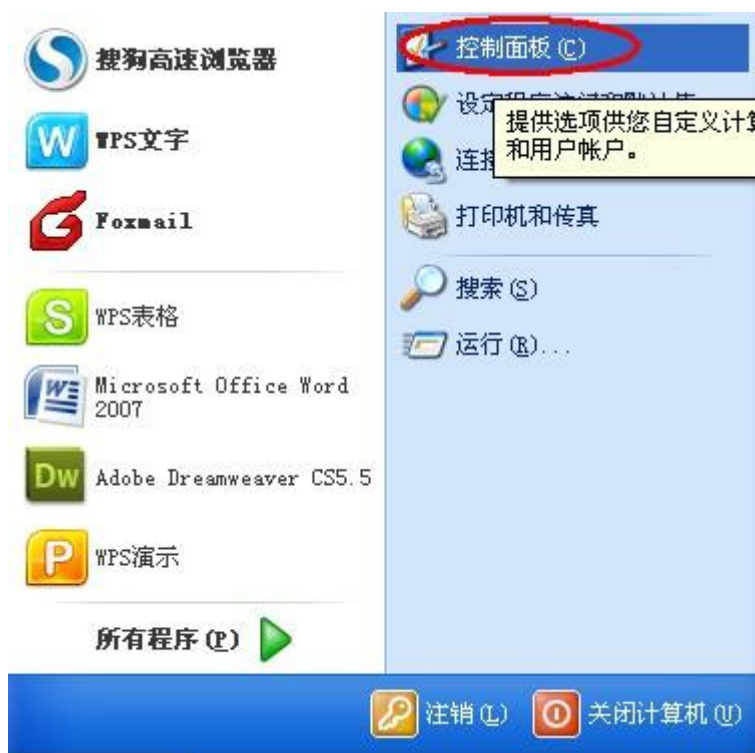 搜狗高速浏览器
WPS文字
Foxmail
WPS表格
Microsoft Office Word
2007
Adobe Dreamweaver CS5.5
WPS演示
所有程序(P)
控制面板(C)
设定程序
提供选项供您自定义计算
和用户帐户。
连接
打印机和传真
搜索(S)
运行(R)...
注销(L)
关闭计算机(U)